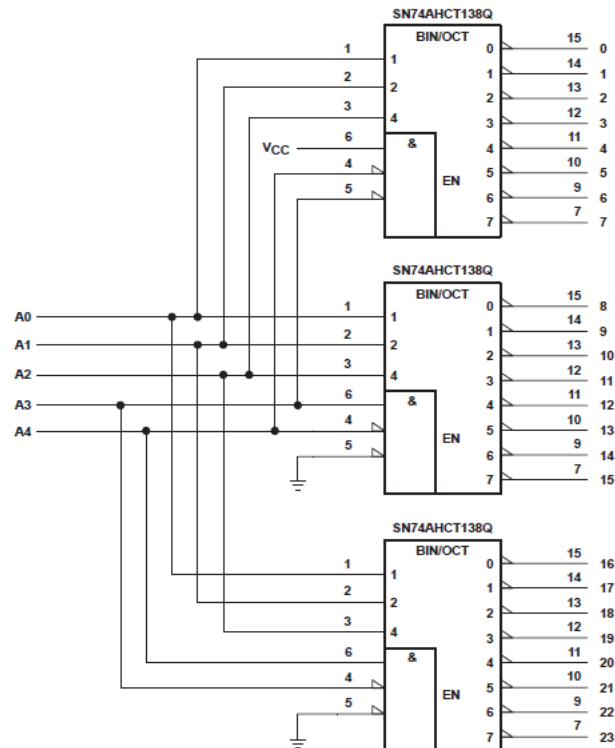 SN74AHCT138Q
BIN/OCT
1 1 0 15 0
2 2 1 14 1
3 4 2 13 2
3 12 3
VCC 6 & 4 11 4
4 EN 5 10 5
5 6 9 6
7 7 7
SN74AHCT138Q
BIN/OCT
A0 1 1 0 15 8
A1 2 2 1 14 9
A2 3 4 2 13 10
3 12 11
A3 6 & 4 11 12
A4 4 EN 5 10 13
5 6 9 14
7 7 15
SN74AHCT138Q
BIN/OCT
1 1 0 15 16
2 2 1 14 17
3 4 2 13 18
3 12 19
6 & 4 11 20
4 EN 5 10 21
5 6 9 22
7 7 23